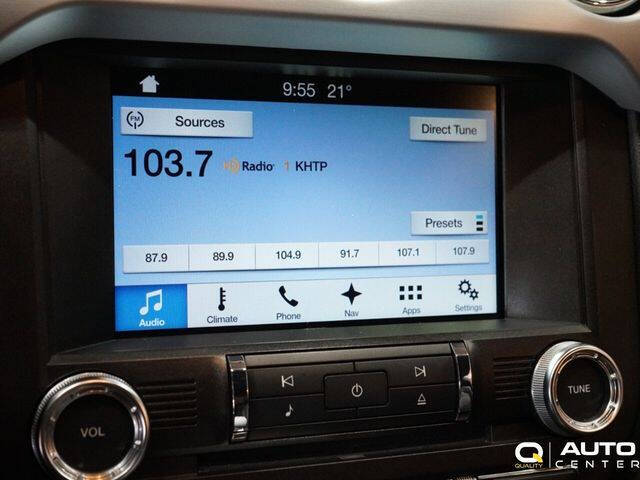 9:55 21°
FM Sources
Direct Tune
103.7 HD Radio 1 KHTP
Presets
87.9 89.9 104.9 91.7 107.1 107.9
Audio Climate Phone Nav Apps Settings
VOL
TUNE
Q QUALITY AUTO CENTER